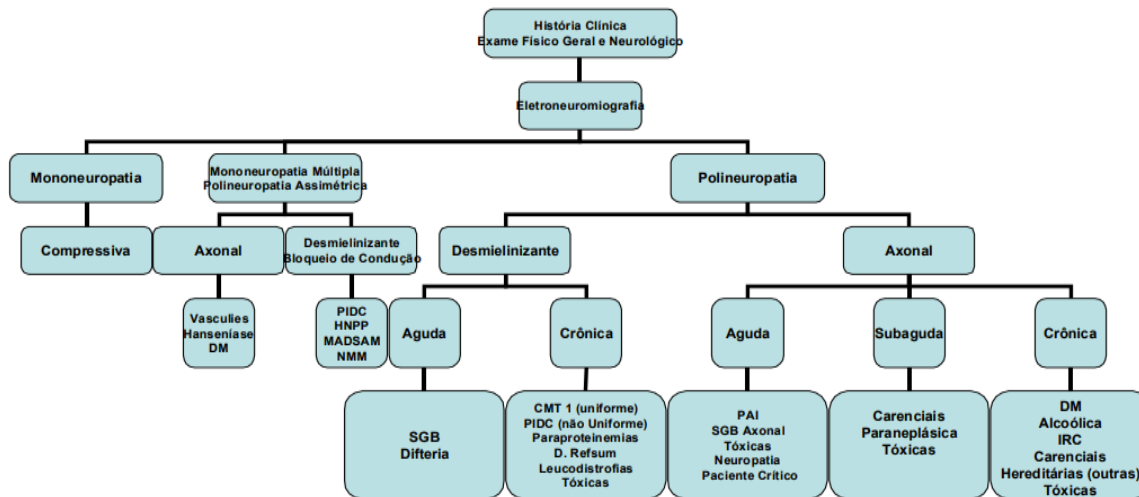 História Clínica
Exame Físico Geral e Neurológico
Eletroneuromiografia
Mononeuropatia
Mononeuropatia Múltipla
Polineuropatia Assimétrica
Polineuropatia
Compressiva
Axonal
Desmielinizante
Bloqueio de Condução
Desmielinizante
Axonal
Vasculies
Hanseníase
DM
PIDC
HNPP
MADSAM
NMM
Aguda
Crônica
Aguda
Subaguda
Crônica
SGB
Difteria
CMT 1 (uniforme)
PIDC (não Uniforme)
Paraproteinemias
D. Refsum
Leucodistrofias
Tóxicas
PAI
SGB Axonal
Tóxicas
Neuropatia
Paciente Crítico
Carenciais
Paraneplásica
Tóxicas
DM
Alcoólica
IRC
Carenciais
Hereditárias (outras)
Tóxicas